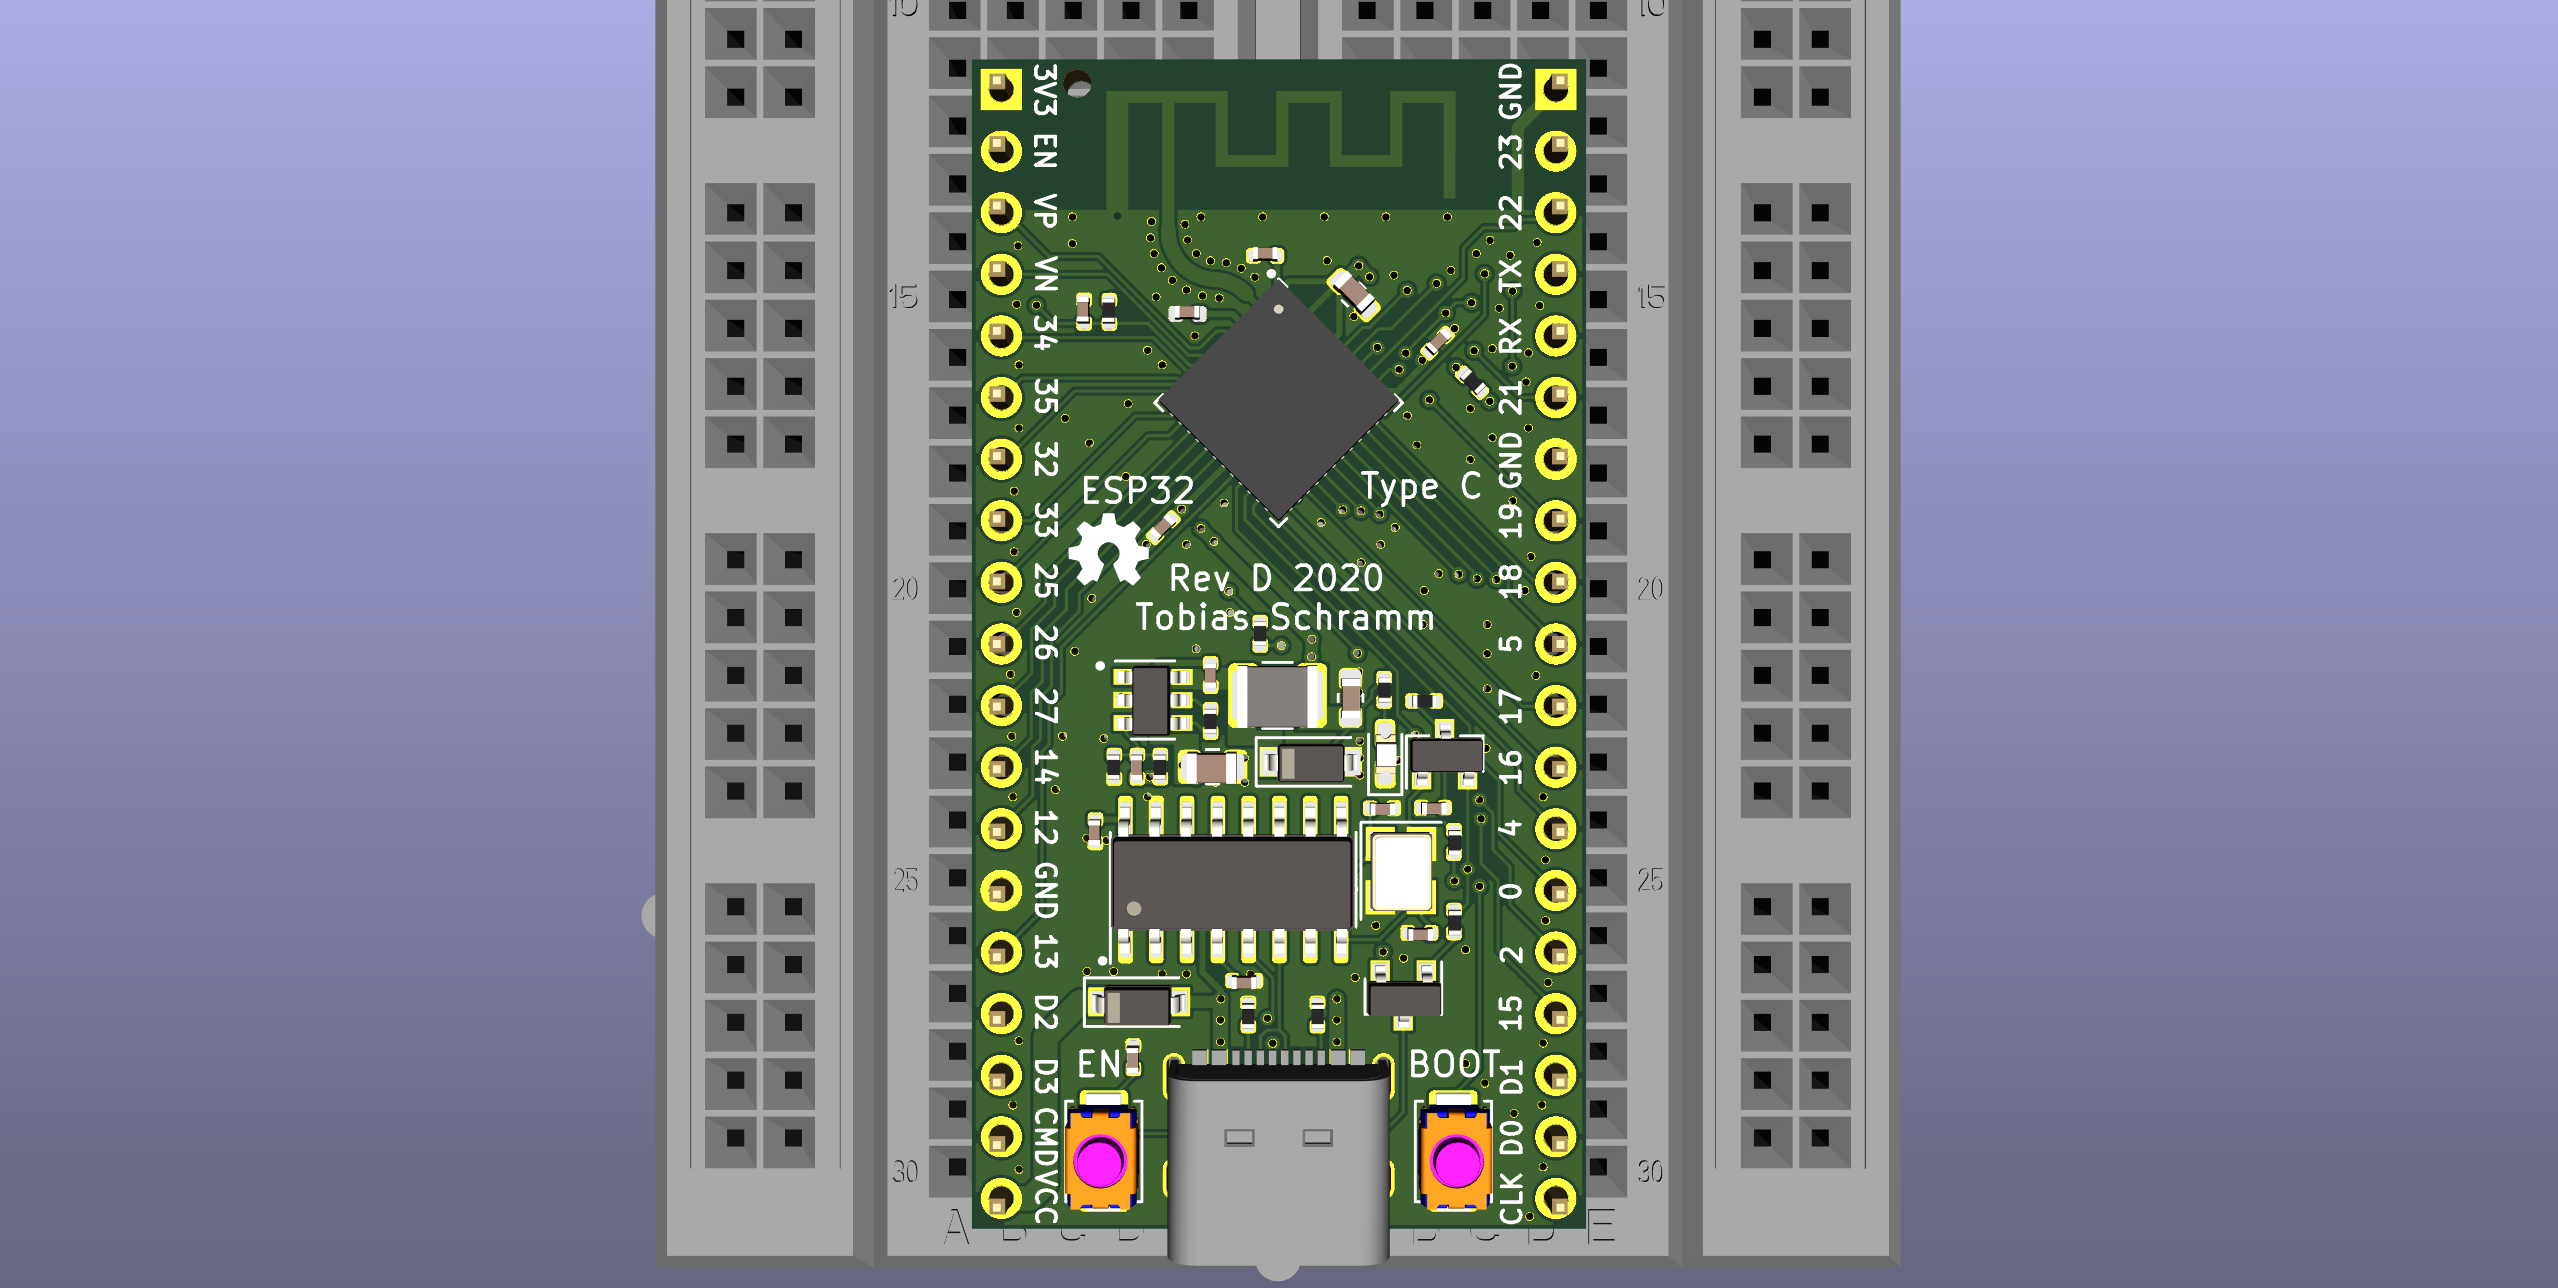 10
10
3V3
EN
VP
VN
34
35
32
33
25
26
27
14
12
GND
13
D2
D3
CMD
VCC
GND
23
22
TX
RX
21
GND
19
18
5
17
16
4
0
2
15
D1
D0
CLK
15
15
ESP32
Type C
Rev D 2020
Tobias Schramm
20
20
25
25
EN
BOOT
30
30
A
B
C
D
B
C
D
E